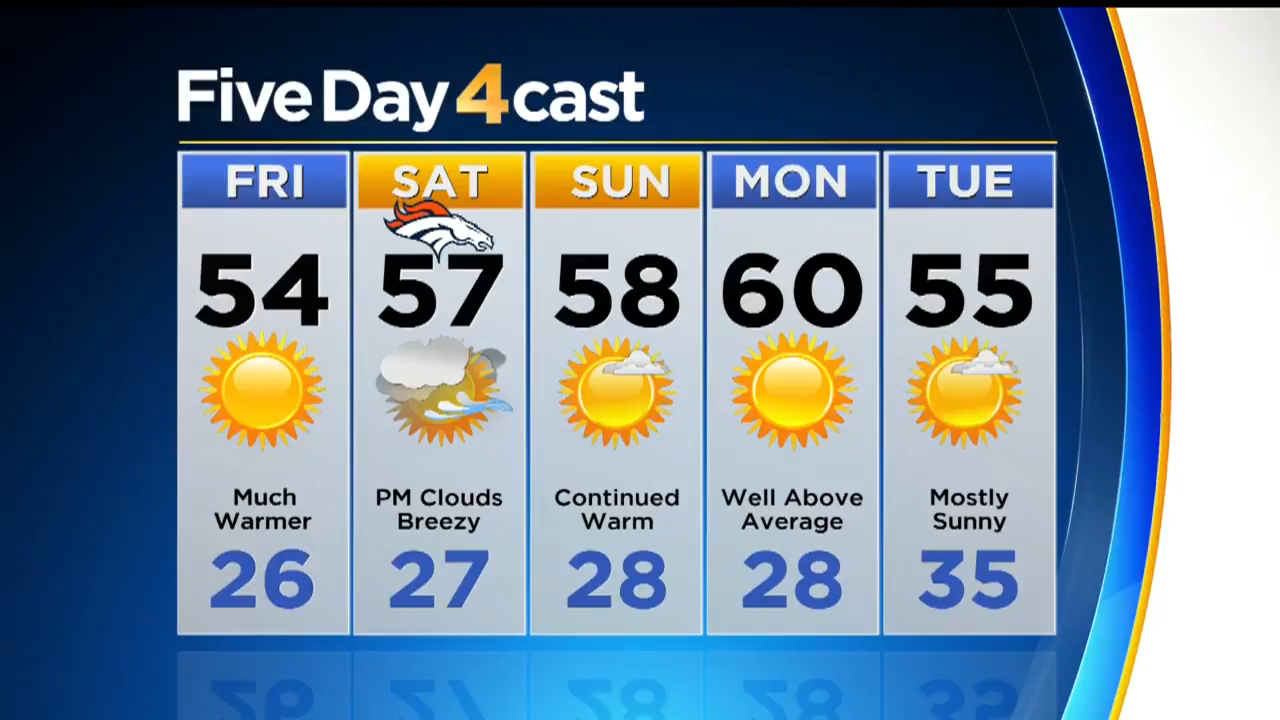 Five Day 4cast
FRI SAT SUN MON TUE
54 57 58 60 55
Much Warmer
PM Clouds Breezy
Continued Warm
Well Above Average
Mostly Sunny
26 27 28 28 35